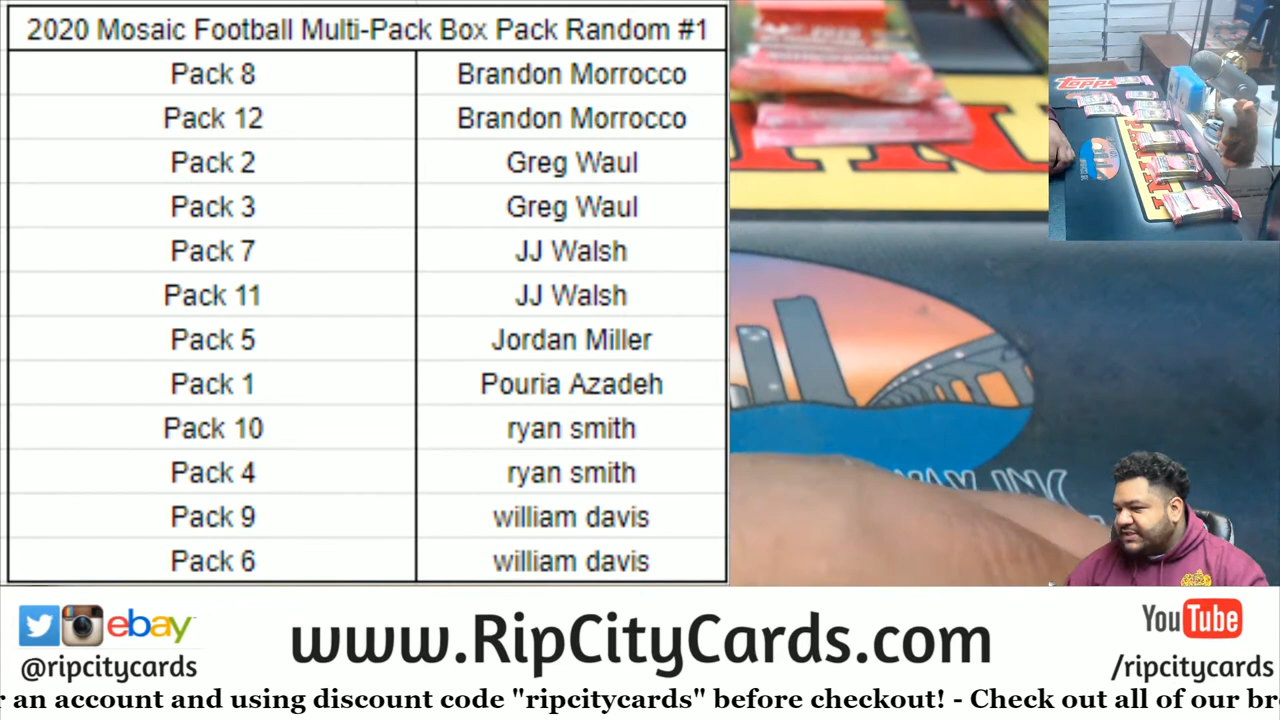 2020 Mosaic Football Multi-Pack Box Pack Random #1
Pack 8 Brandon Morrocco
Pack 12 Brandon Morrocco
Pack 2 Greg Waul
Pack 3 Greg Waul
Pack 7 JJ Walsh
Pack 11 JJ Walsh
Pack 5 Jordan Miller
Pack 1 Pouria Azadeh
Pack 10 ryan smith
Pack 4 ryan smith
Pack 9 william davis
Pack 6 william davis
Topps
INC
ebay
@ripcitycards
www.RipCityCards.com
YouTube
/ripcitycards
an account and using discount code "ripcitycards" before checkout! - Check out all of our